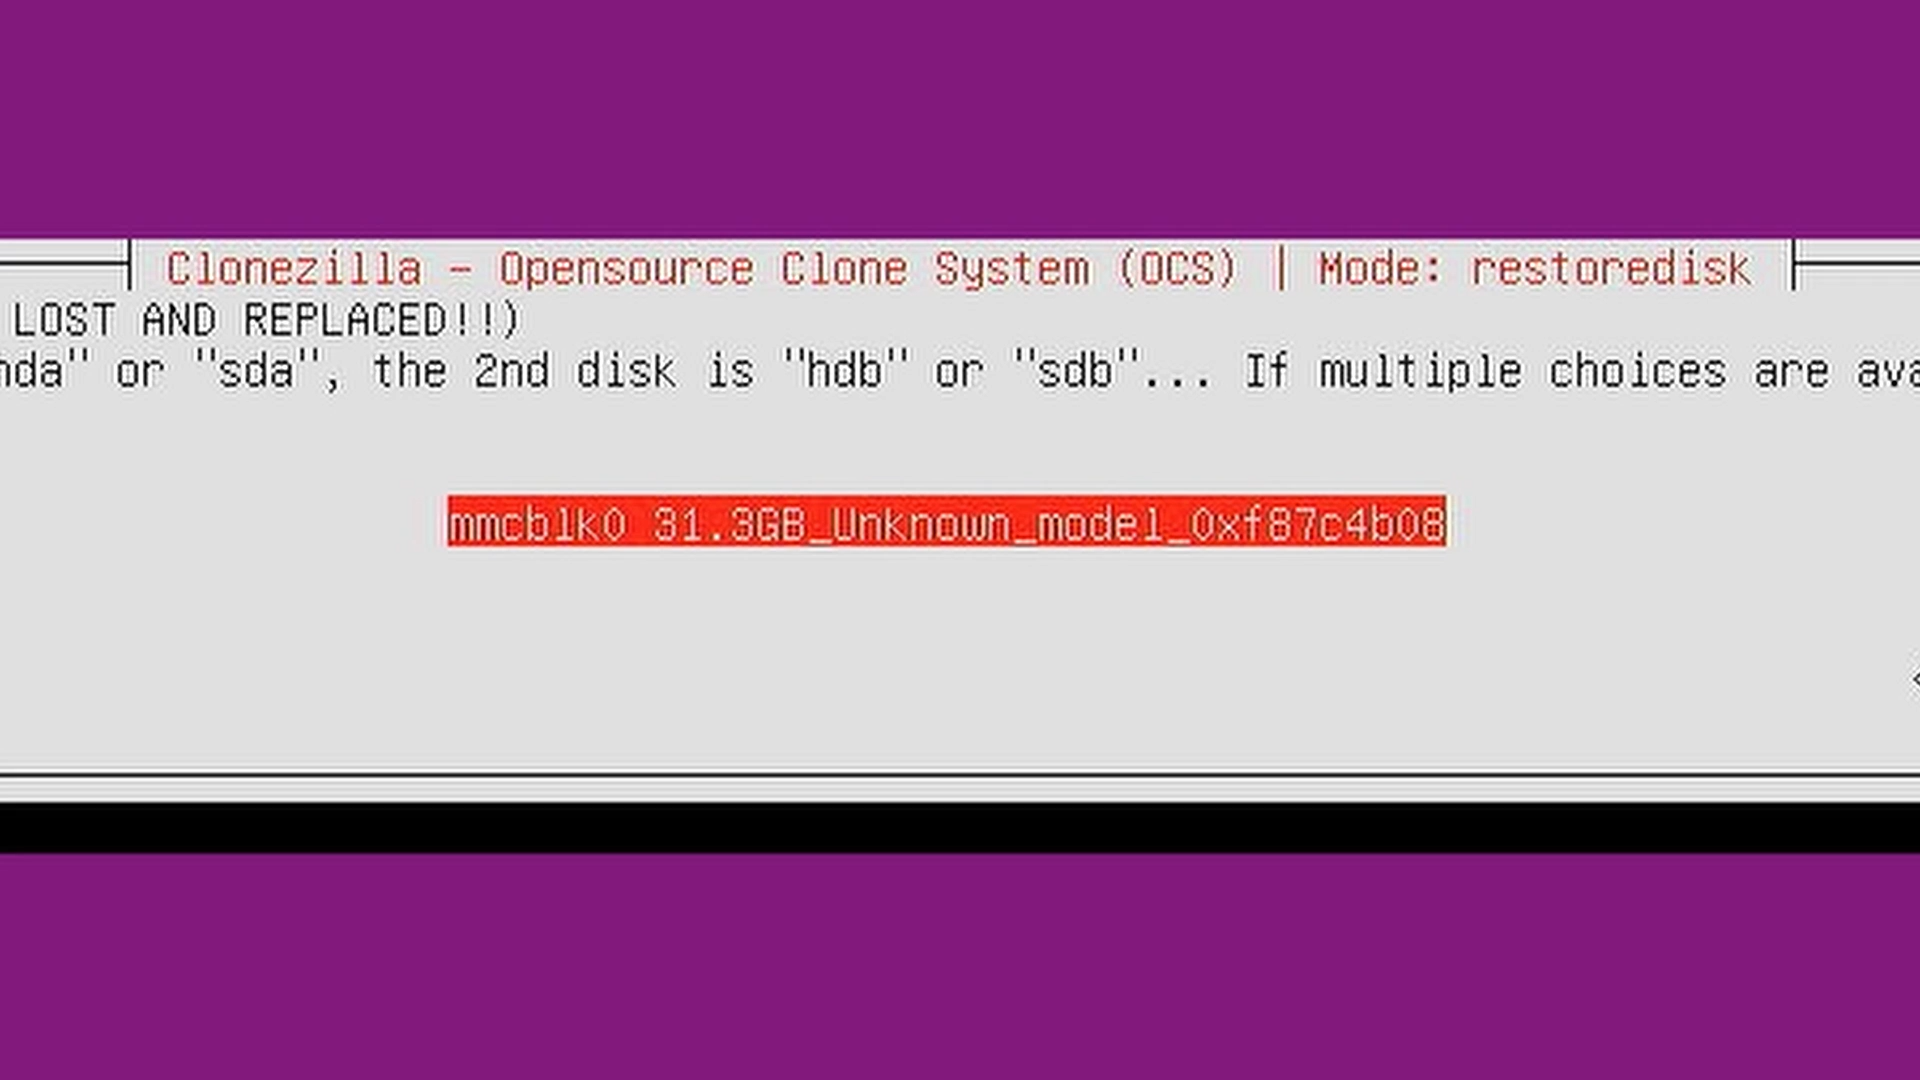 Clonezilla - Opensource Clone System (OCS) | Mode: restoredisk
LOST AND REPLACED!!)
or "sda", the 2nd disk is "hdb" or "sdb"... If multiple choices are
mmcblk0 31.3GB_Unknown_model_0xf87c4b08